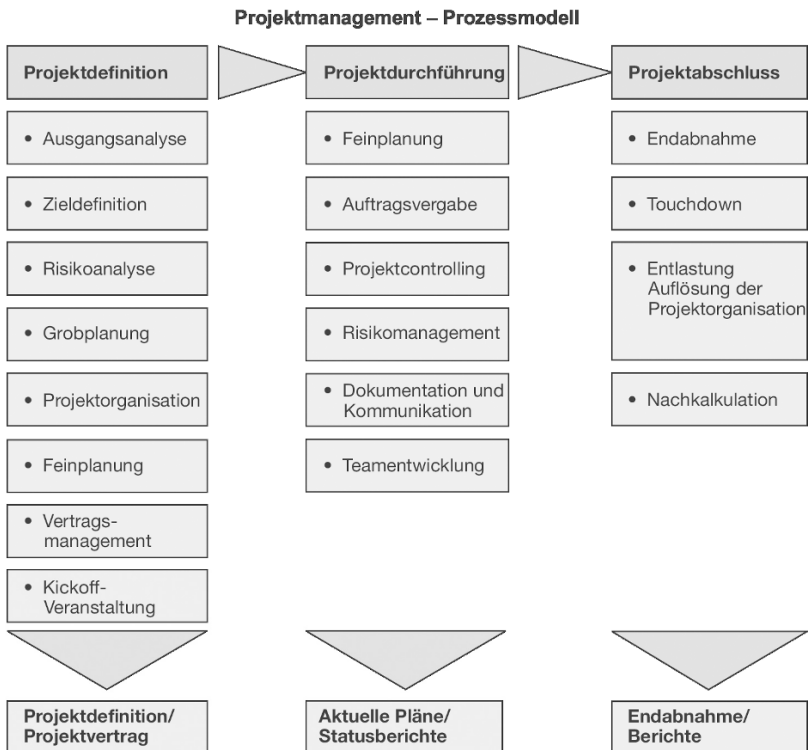 Projektmanagement – Prozessmodell
Projektdefinition
• Ausgangsanalyse
• Zieldefinition
• Risikoanalyse
• Grobplanung
• Projektorganisation
• Feinplanung
• Vertrags-
management
• Kickoff-
Veranstaltung
Projektdefinition/
Projektvertrag
Projektdurchführung
• Feinplanung
• Auftragsvergabe
• Projektcontrolling
• Risikomanagement
• Dokumentation und
Kommunikation
• Teamentwicklung
Aktuelle Pläne/
Statusberichte
Projektabschluss
• Endabnahme
• Touchdown
• Entlastung
Auflösung der
Projektorganisation
• Nachkalkulation
Endabnahme/
Berichte